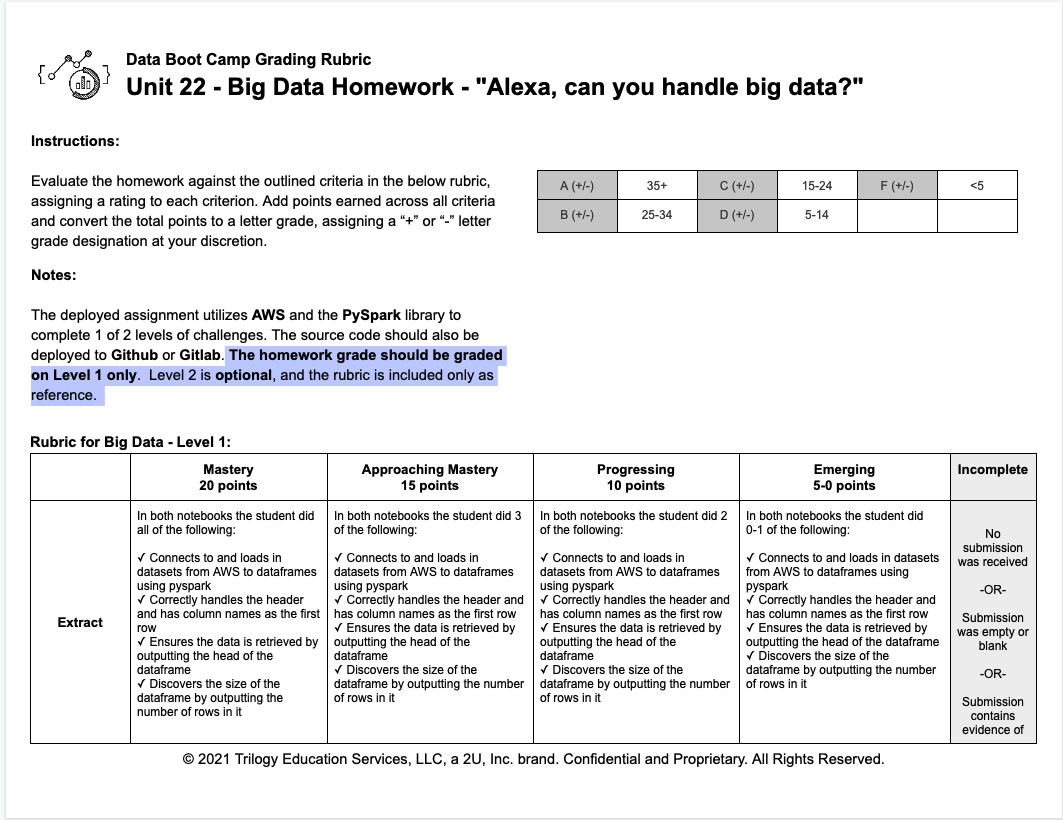 Data Boot Camp Grading Rubric
Unit 22 - Big Data Homework - "Alexa, can you handle big data?"
Instructions:
Evaluate the homework against the outlined criteria in the below rubric,
assigning a rating to each criterion. Add points earned across all criteria
and convert the total points to a letter grade, assigning a “+” or “-” letter
grade designation at your discretion.
A (+/-) 35+ C (+/-) 15-24 F (+/-) <5
B (+/-) 25-34 D (+/-) 5-14
Notes:
The deployed assignment utilizes AWS and the PySpark library to
complete 1 of 2 levels of challenges. The source code should also be
deployed to Github or Gitlab. The homework grade should be graded
on Level 1 only.  Level 2 is optional, and the rubric is included only as
reference.
Rubric for Big Data - Level 1:
Mastery
20 points
Approaching Mastery
15 points
Progressing
10 points
Emerging
5-0 points
Incomplete
Extract
In both notebooks the student did
all of the following:
✓ Connects to and loads in
datasets from AWS to dataframes
using pyspark
✓ Correctly handles the header
and has column names as the first
row
✓ Ensures the data is retrieved by
outputting the head of the
dataframe
✓ Discovers the size of the
dataframe by outputting the
number of rows in it
In both notebooks the student did 3
of the following:
✓ Connects to and loads in
datasets from AWS to dataframes
using pyspark
✓ Correctly handles the header and
has column names as the first row
✓ Ensures the data is retrieved by
outputting the head of the
dataframe
✓ Discovers the size of the
dataframe by outputting the number
of rows in it
In both notebooks the student did 2
of the following:
✓ Connects to and loads in
datasets from AWS to dataframes
using pyspark
✓ Correctly handles the header and
has column names as the first row
✓ Ensures the data is retrieved by
outputting the head of the
dataframe
✓ Discovers the size of the
dataframe by outputting the number
of rows in it
In both notebooks the student did
0-1 of the following:
✓ Connects to and loads in datasets
from AWS to dataframes using
pyspark
✓ Correctly handles the header and
has column names as the first row
✓ Ensures the data is retrieved by
outputting the head of the dataframe
✓ Discovers the size of the
dataframe by outputting the number
of rows in it
No
submission
was received
-OR-
Submission
was empty or
blank
-OR-
Submission
contains
evidence of
© 2021 Trilogy Education Services, LLC, a 2U, Inc. brand. Confidential and Proprietary. All Rights Reserved.